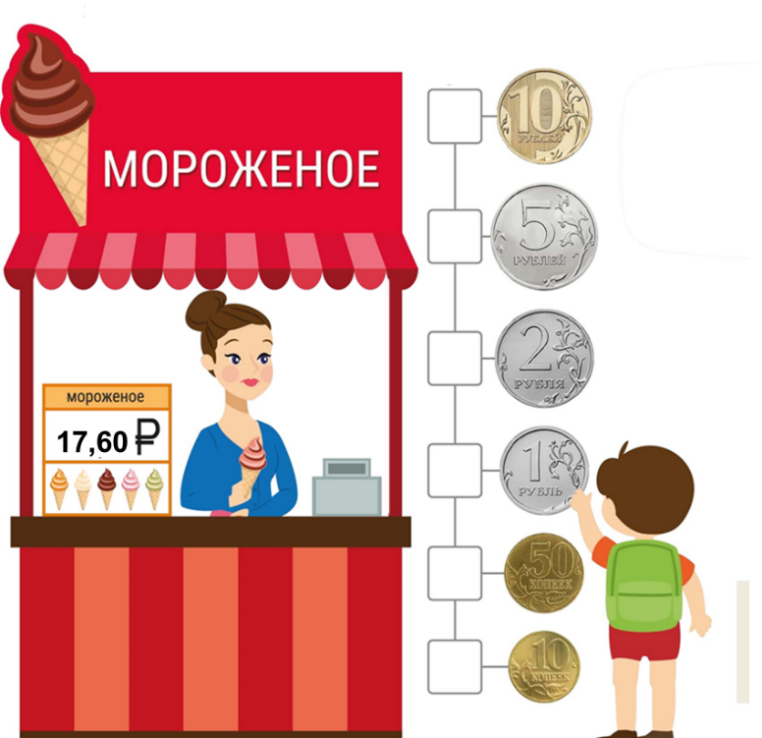 МОРОЖЕНОЕ
мороженое
17,60 ₽
10
РУБЛЕЙ
5
РУБЛЕЙ
2
РУБЛЯ
1
РУБЛЬ
50
КОПЕЕК
10
КОПЕЕК